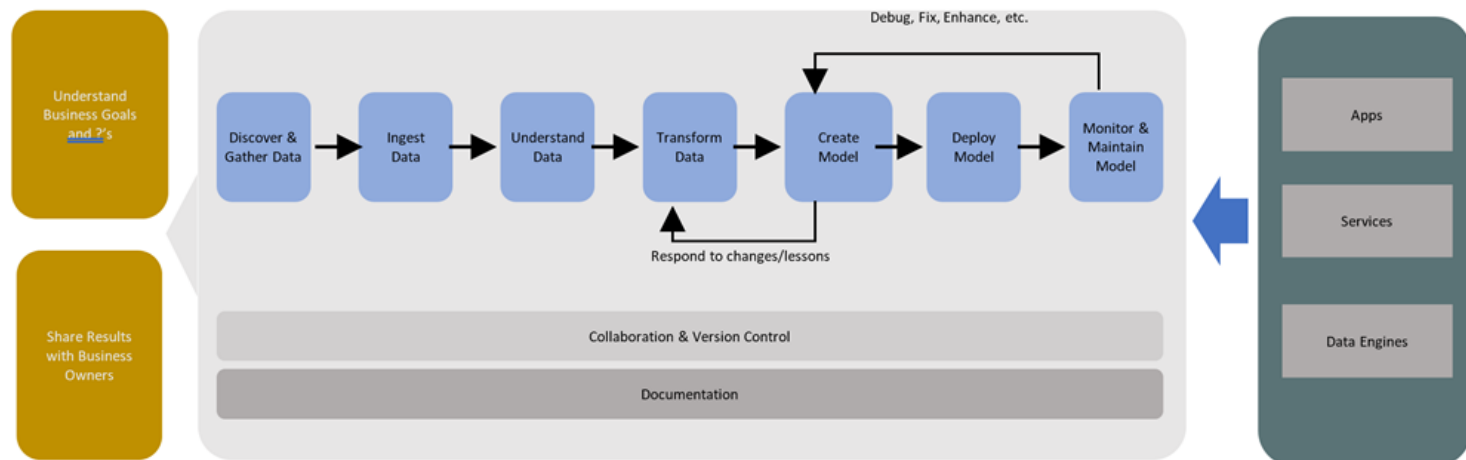 Debug, Fix, Enhance, etc.
Understand
Business Goals
and ?'s
Discover &
Gather Data
Ingest
Data
Understand
Data
Transform
Data
Create
Model
Deploy
Model
Monitor &
Maintain
Model
Respond to changes/lessons
Share Results
with Business
Owners
Collaboration & Version Control
Documentation
Apps
Services
Data Engines